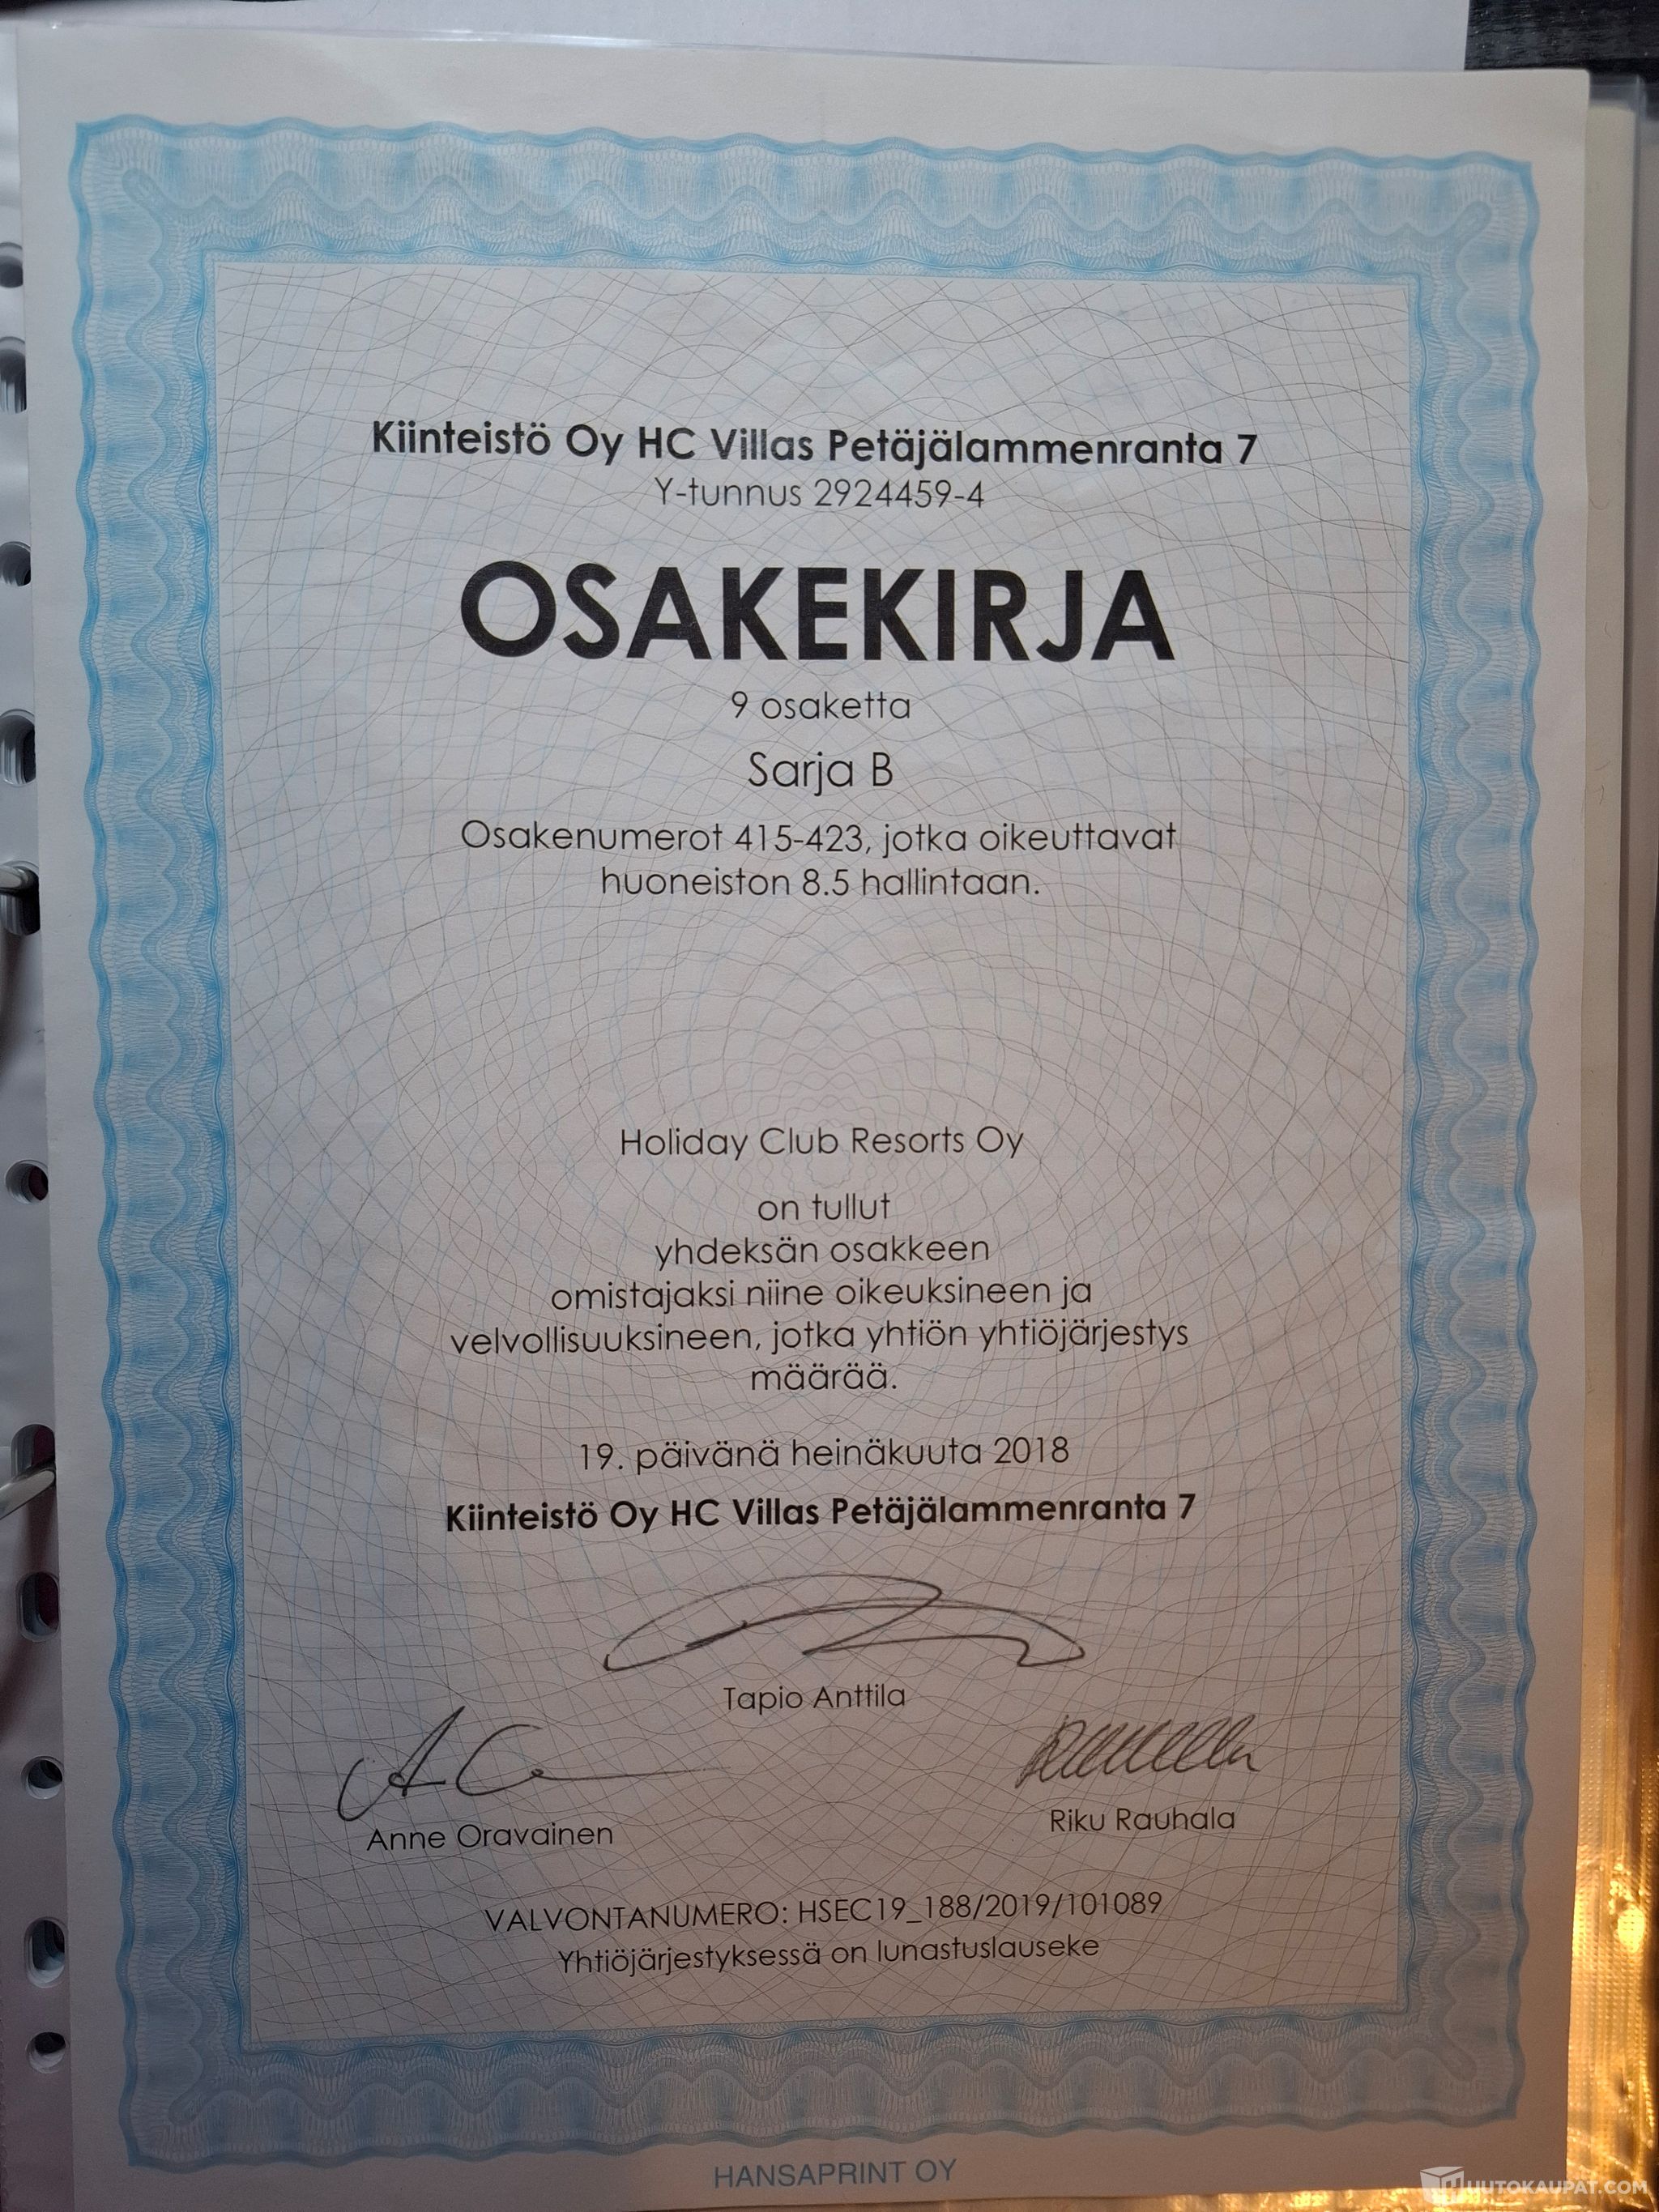 Kiinteistö Oy HC Villas Petäjälammenranta 7
Y-tunnus 2924459-4
OSAKEKIRJA
9 osaketta
Sarja B
Osakenumerot 415-423, jotka oikeuttavat
huoneiston 8.5 hallintaan.
Holiday Club Resorts Oy
on tullut
yhdeksän osakkeen
omistajaksi niine oikeuksineen ja
velvollisuuksineen, jotka yhtiön yhtiöjärjestys
määrää.
19. päivänä heinäkuuta 2018
Kiinteistö Oy HC Villas Petäjälammenranta 7
Tapio Anttila
Anne Oravainen
Riku Rauhala
VALVONTANUMERO: HSEC19_188/2019/101089
Yhtiöjärjestyksessä on lunastuslauseke
HANSAPRINT OY
HUUTOKAUPAT.COM